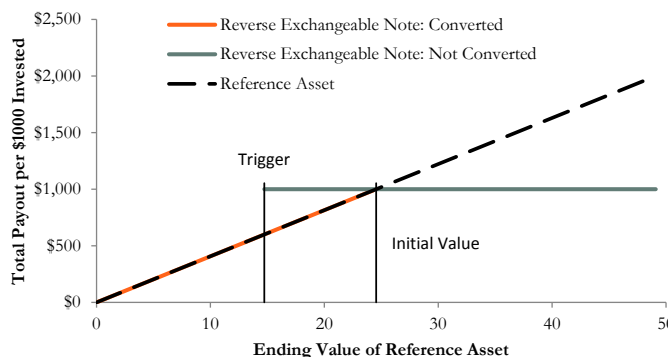 $2,500
$2,000
$1,500
$1,000
$500
$0
Total Payout per $1000 Invested
Reverse Exchangeable Note: Converted
Reverse Exchangeable Note: Not Converted
Reference Asset
Trigger
Initial Value
0 10 20 30 40 50
Ending Value of Reference Asset